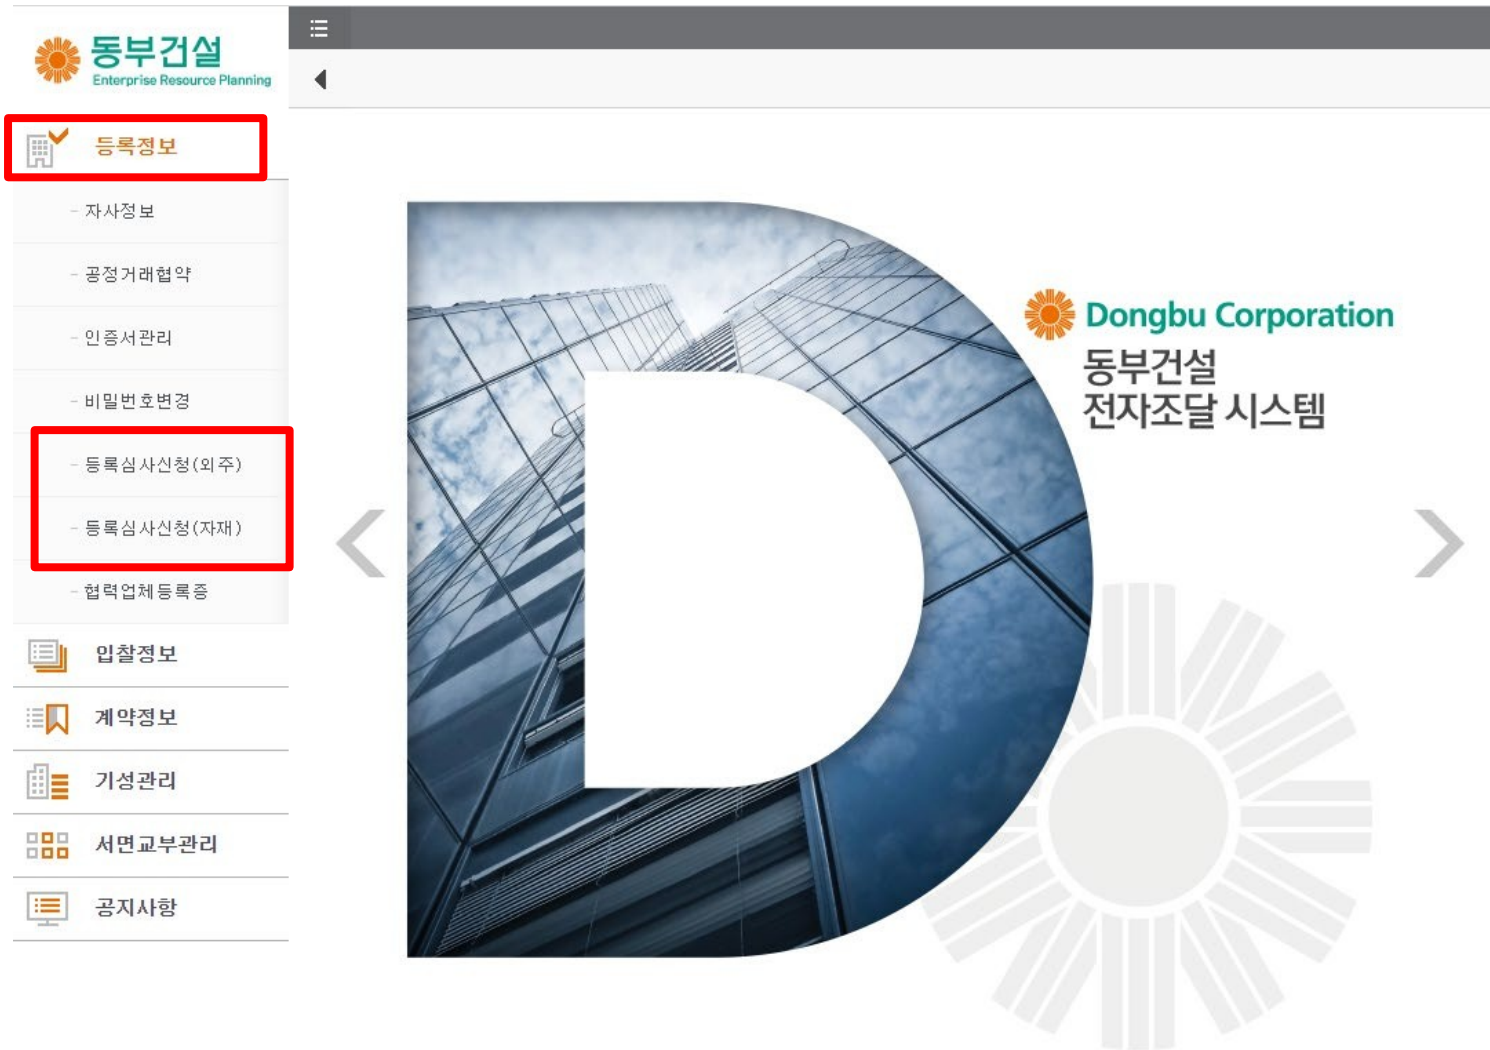 동부건설
Enterprise Resource Planning
등록정보
- 자사정보
- 공정거래협약
- 인증서관리
- 비밀번호변경
- 등록심사신청(외주)
- 등록심사신청(자재)
- 협력업체등록증
입찰정보
계약정보
기성관리
서면교부관리
공지사항
Dongbu Corporation
동부건설
전자조달 시스템